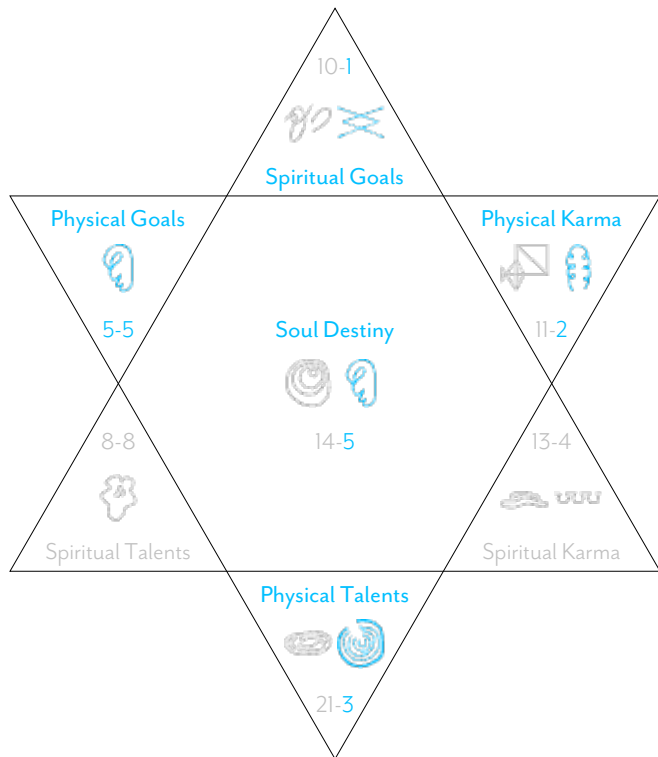 10-1
Spiritual Goals
Physical Goals
5-5
Physical Karma
11-2
Soul Destiny
14-5
8-8
Spiritual Talents
13-4
Spiritual Karma
Physical Talents
21-3